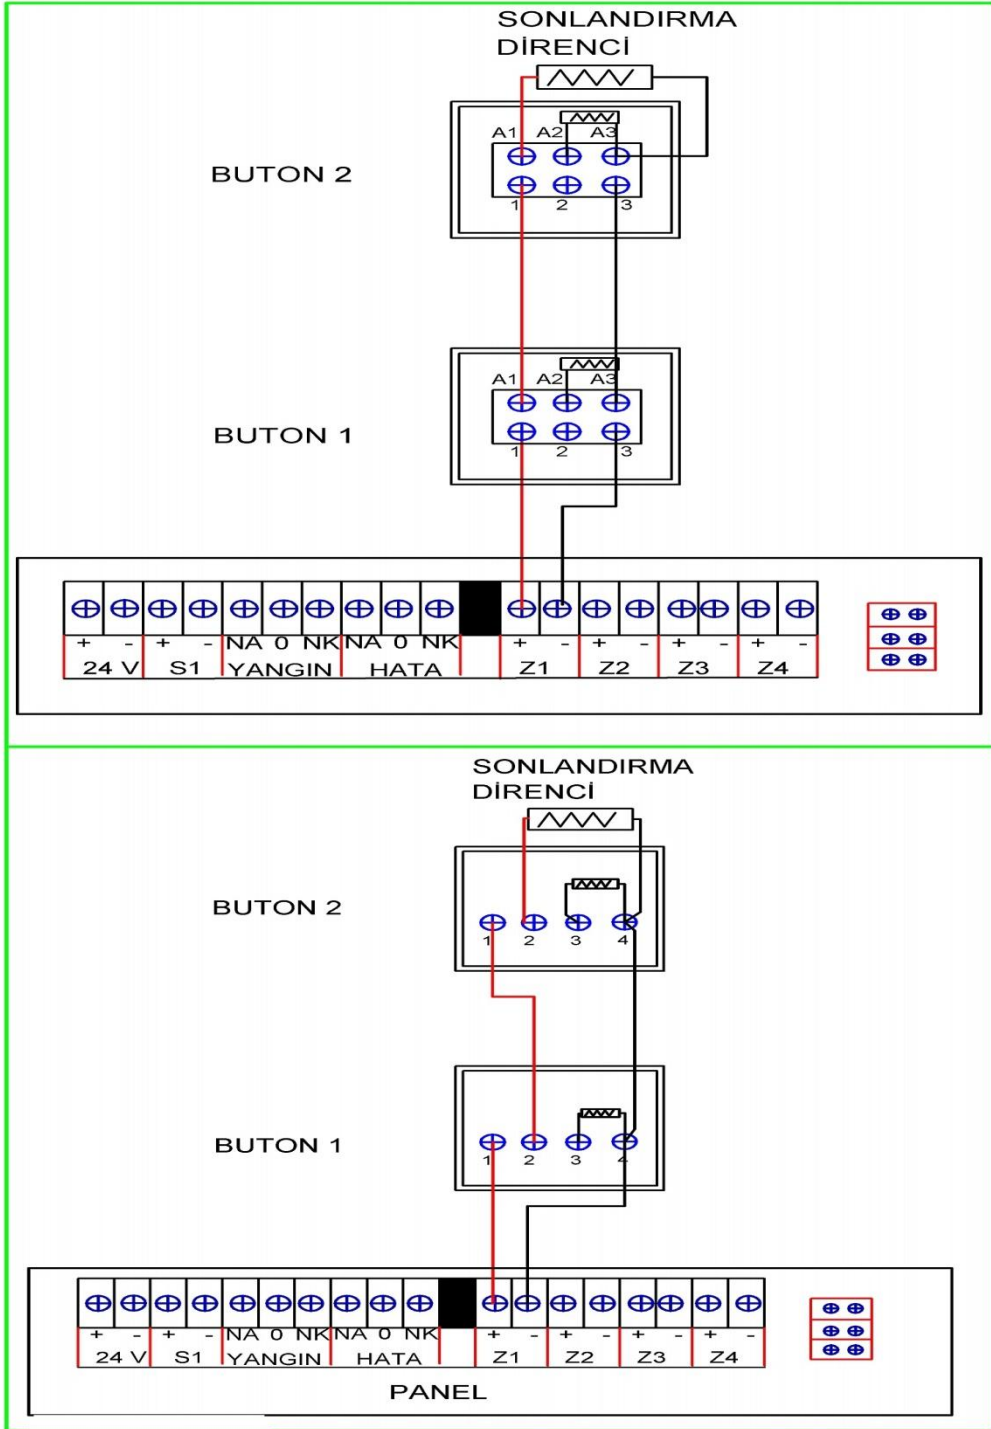 SONLANDIRMA
DİRENCİ
A1 A2 A3
BUTON 2
1 2 3
A1 A2 A3
BUTON 1
1 2 3
+ - + - NA 0 NK NA 0 NK + - + - + - + -
24 V S1 YANGIN HATA Z1 Z2 Z3 Z4
SONLANDIRMA
DİRENCİ
BUTON 2
1 2 3 4
BUTON 1
1 2 3 4
+ - + - NA 0 NK NA 0 NK + - + - + - + -
24 V S1 YANGIN HATA Z1 Z2 Z3 Z4
PANEL